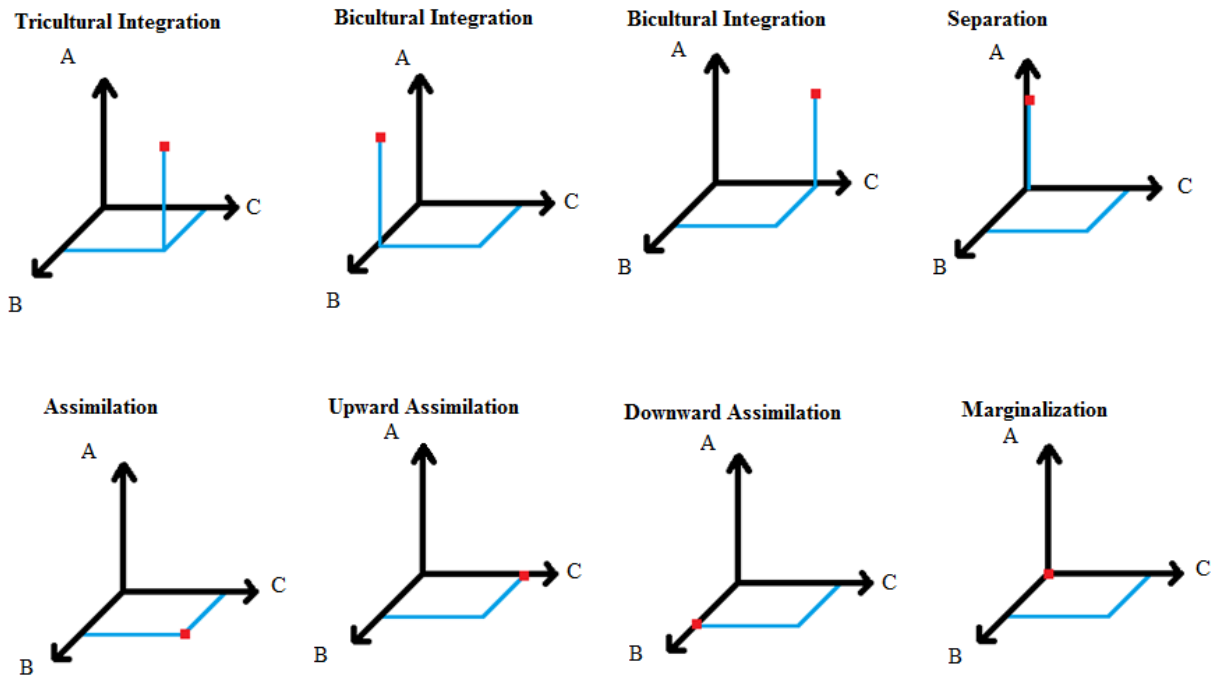 Tricultural Integration
A
C
B
Bicultural Integration
A
C
B
Bicultural Integration
A
C
B
Separation
A
C
B
Assimilation
A
C
B
Upward Assimilation
A
C
B
Downward Assimilation
A
C
B
Marginalization
A
C
B